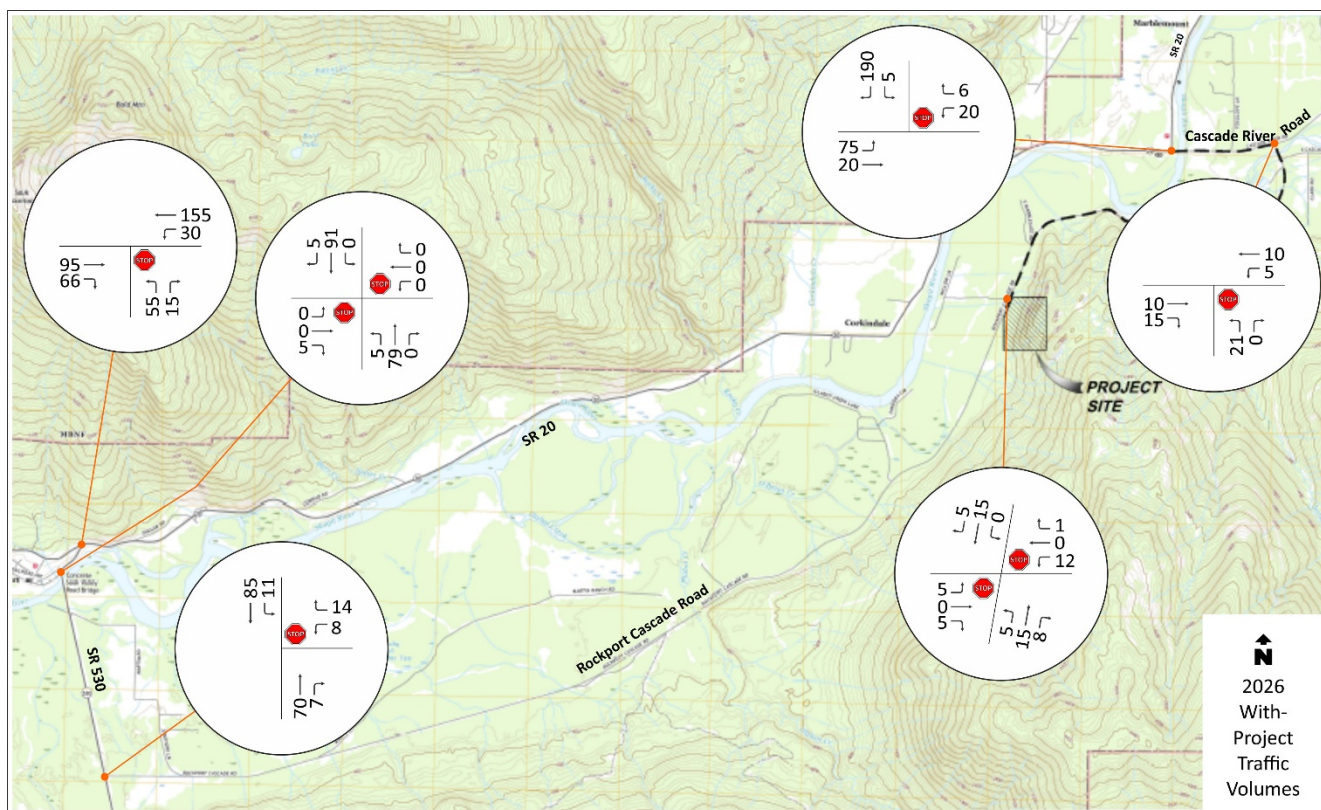 Marblemount
SR 20
Cascade River Road
190
5
6
20
75
20
STOP
155
30
95
66
STOP
55
15
5
91
0
0
0
0
0
0
5
STOP
STOP
5
79
0
10
5
10
15
STOP
21
0
Corkindale
PROJECT
SITE
SR 20
5
15
0
1
0
12
5
0
5
STOP
STOP
5
15
8
85
11
14
8
STOP
70
7
SR 530
Rockport Cascade Road
ROCKPORT CASCADE RD
N
2026
With-
Project
Traffic
Volumes